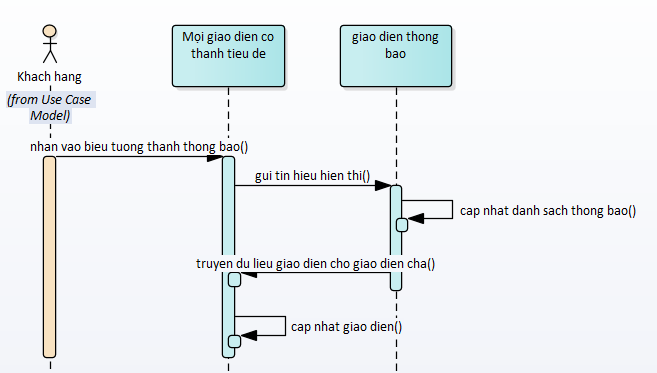 Mọi giao dien co
thanh tieu de
giao dien thong
bao
Khach hang
(from Use Case
Model)
nhan vao bieu tuong thanh thong bao()
gui tin hieu hien thi()
cap nhat danh sach thong bao()
truyen du lieu giao dien cho giao dien cha()
cap nhat giao dien()